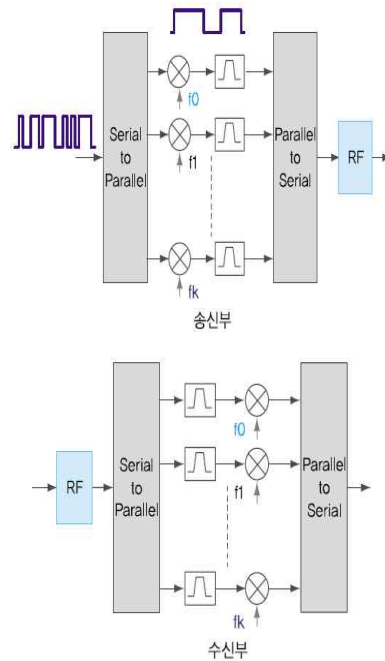 f0
Serial
to
Parallel
f1
Parallel
to
Serial
RF
fk
송신부
f0
RF
Serial
to
Parallel
f1
Parallel
to
Serial
fk
수신부